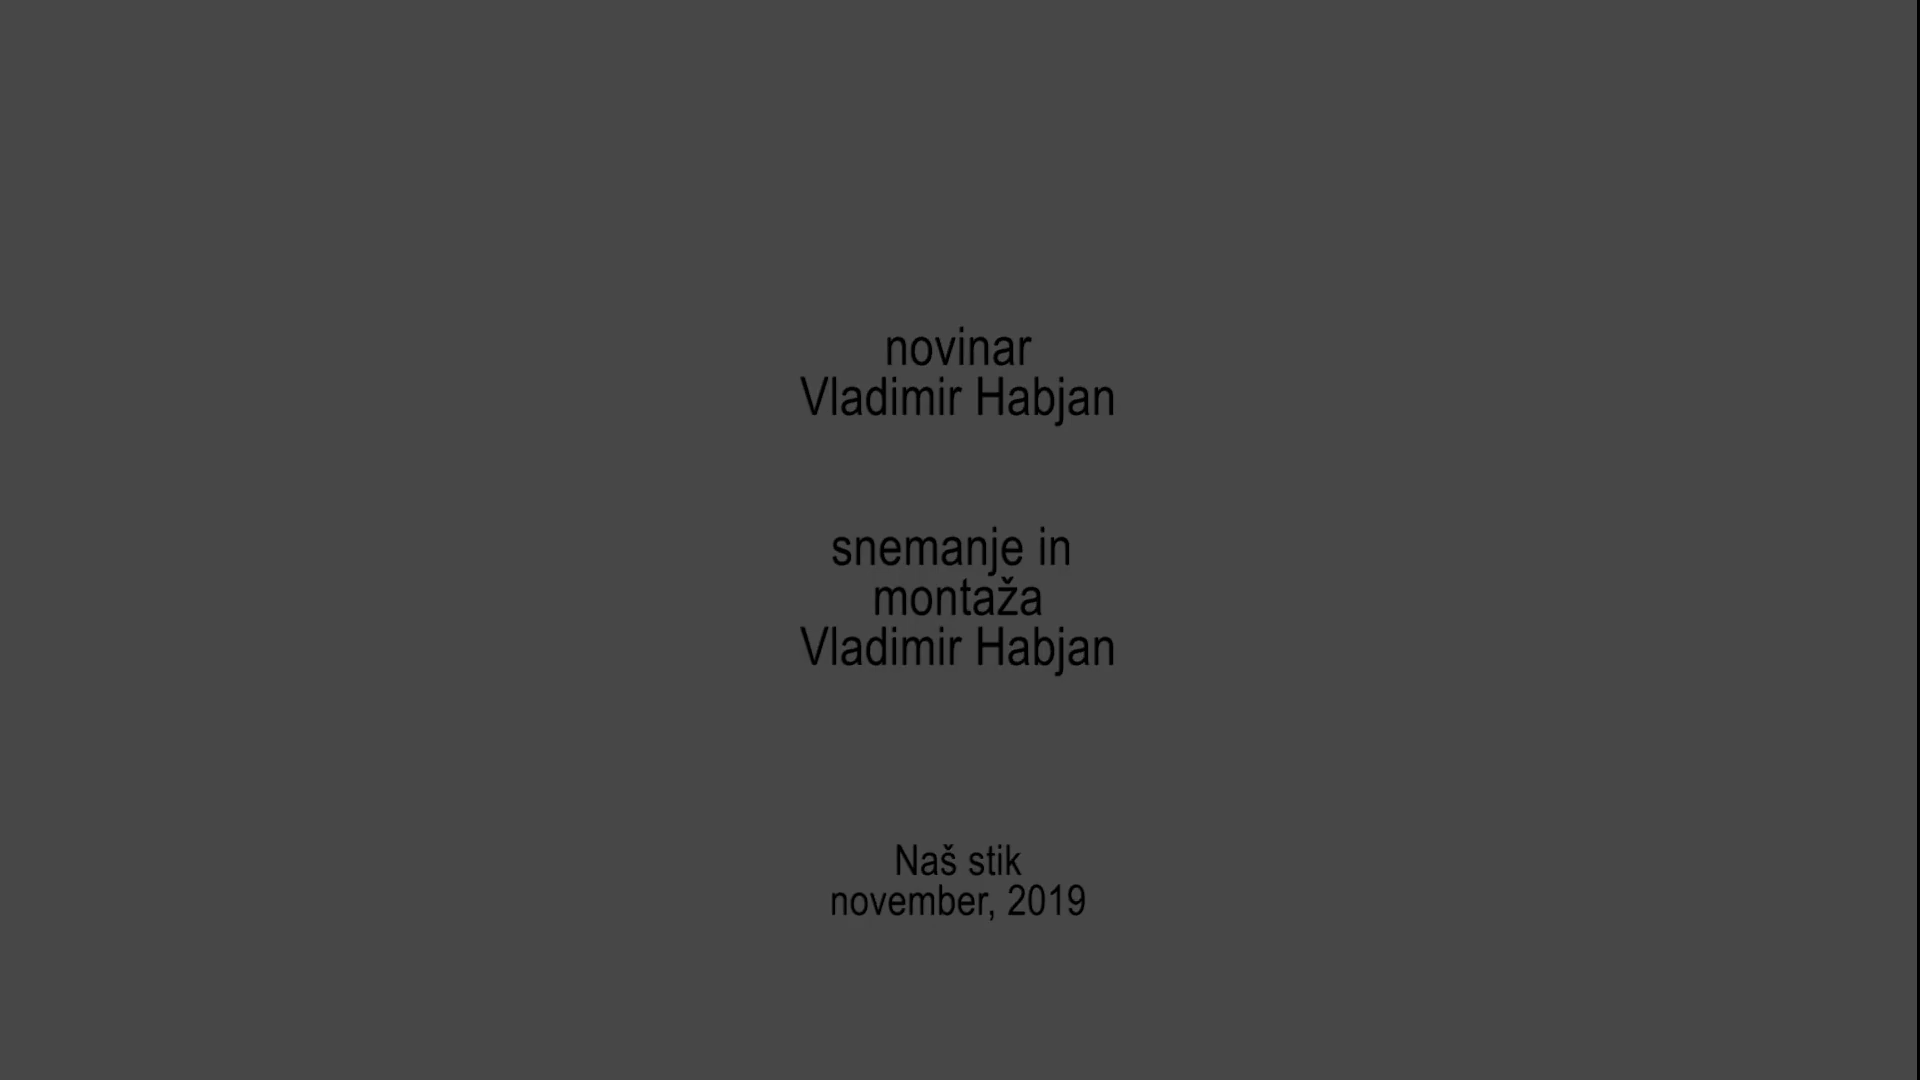 novinar
Vladimir Habjan
snemanje in
montaža
Vladimir Habjan
Naš stik
november, 2019